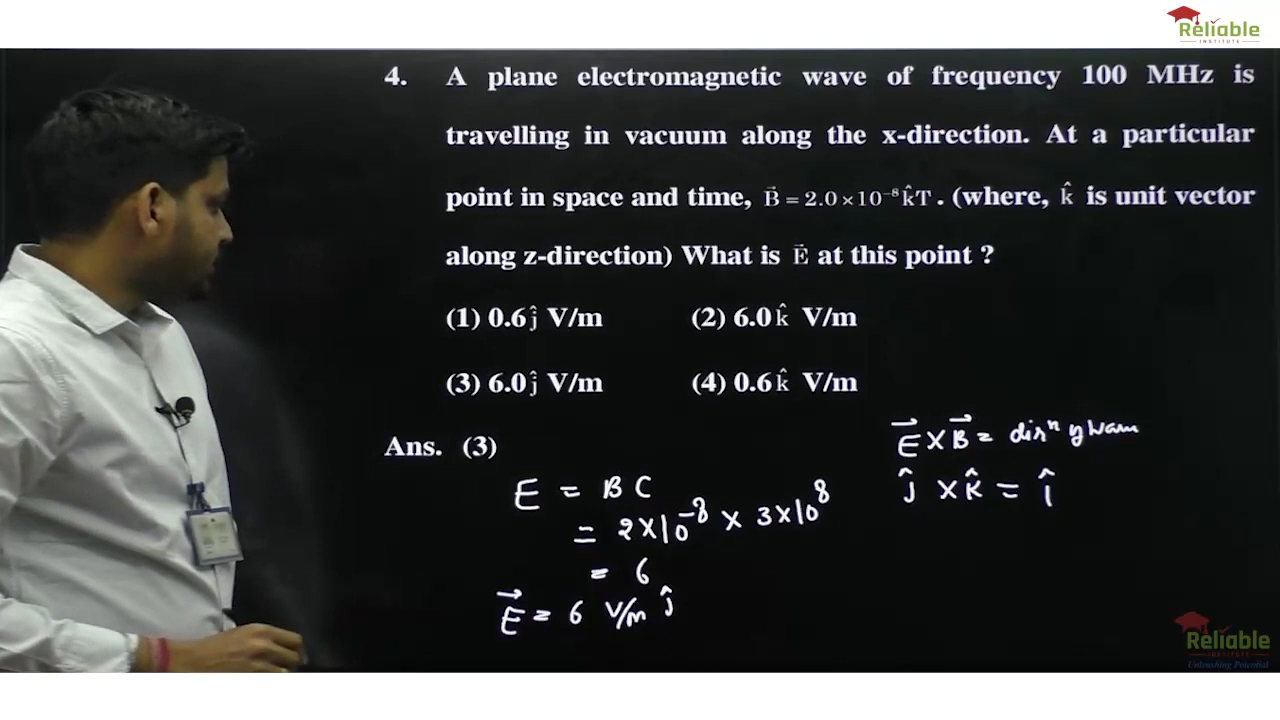 Reliable
INSTITUTE
4. A plane electromagnetic wave of frequency 100 MHz is
travelling in vacuum along the x-direction. At a particular
point in space and time, B⃗ = 2.0 ×10⁻⁸ k̂T . (where, k̂ is unit vector
along z-direction) What is E⃗ at this point ?
(1) 0.6 ĵ V/m (2) 6.0 k̂ V/m
(3) 6.0 ĵ V/m (4) 0.6 k̂ V/m
Ans. (3)
E = B C
= 2 × 10⁻⁸ × 3 × 10⁸
= 6
E⃗ = 6 V/m ĵ
E⃗ × B⃗ = dirⁿ
ĵ × k̂ = î
Reliable
INSTITUTE
Unleashing Potential